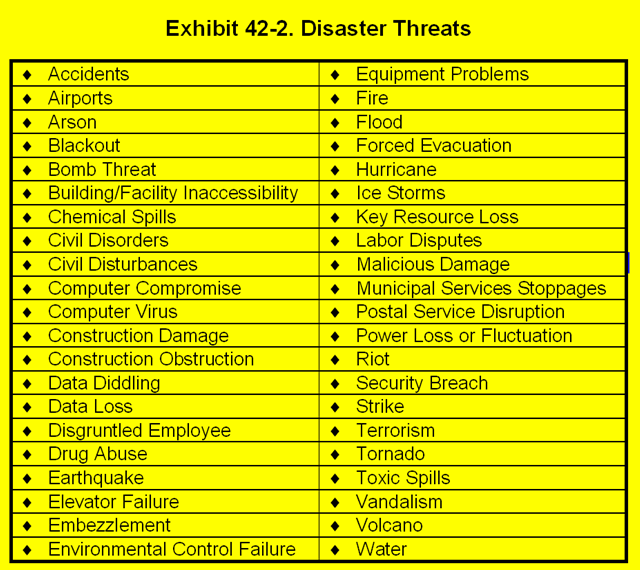 Exhibit 42-2. Disaster Threats
♦ Accidents
♦ Airports
♦ Arson
♦ Blackout
♦ Bomb Threat
♦ Building/Facility Inaccessibility
♦ Chemical Spills
♦ Civil Disorders
♦ Civil Disturbances
♦ Computer Compromise
♦ Computer Virus
♦ Construction Damage
♦ Construction Obstruction
♦ Data Diddling
♦ Data Loss
♦ Disgruntled Employee
♦ Drug Abuse
♦ Earthquake
♦ Elevator Failure
♦ Embezzlement
♦ Environmental Control Failure
♦ Equipment Problems
♦ Fire
♦ Flood
♦ Forced Evacuation
♦ Hurricane
♦ Ice Storms
♦ Key Resource Loss
♦ Labor Disputes
♦ Malicious Damage
♦ Municipal Services Stoppages
♦ Postal Service Disruption
♦ Power Loss or Fluctuation
♦ Riot
♦ Security Breach
♦ Strike
♦ Terrorism
♦ Tornado
♦ Toxic Spills
♦ Vandalism
♦ Volcano
♦ Water